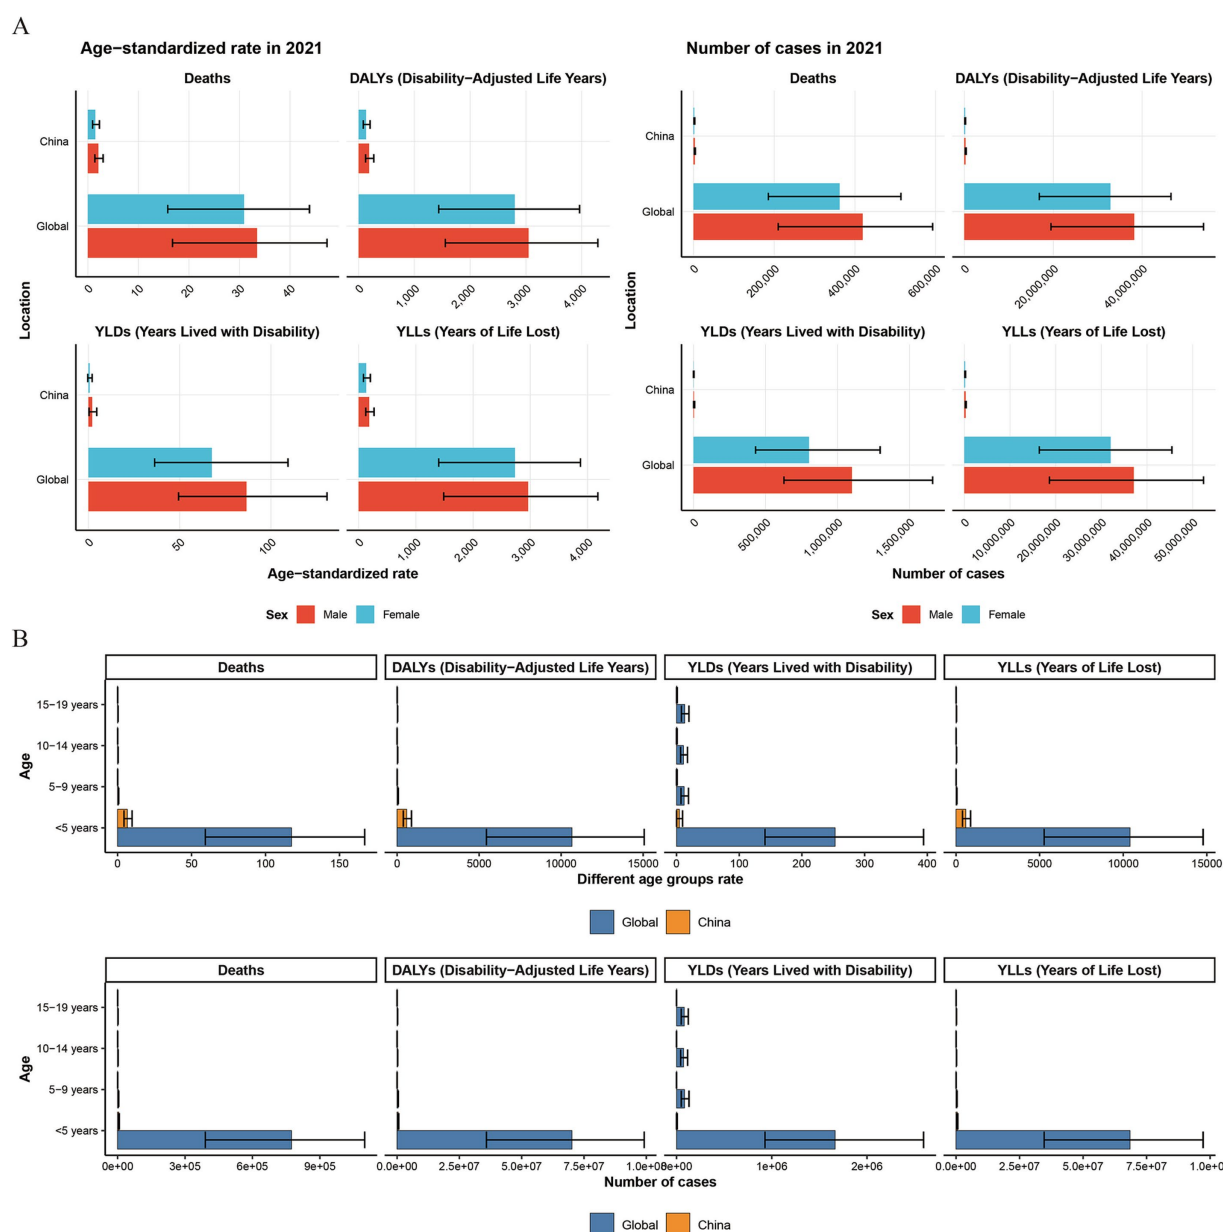 A
Age−standardized rate in 2021
Number of cases in 2021
Deaths
DALYs (Disability−Adjusted Life Years)
Deaths
DALYs (Disability−Adjusted Life Years)
China
Global
China
Global
0
10
20
30
40
0
1,000
2,000
3,000
4,000
0
200,000
400,000
600,000
0
20,000,000
40,000,000
Location
Location
YLDs (Years Lived with Disability)
YLLs (Years of Life Lost)
YLDs (Years Lived with Disability)
YLLs (Years of Life Lost)
China
Global
China
Global
0
50
100
0
1,000
2,000
3,000
4,000
0
500,000
1,000,000
1,500,000
0
10,000,000
20,000,000
30,000,000
40,000,000
50,000,000
Age−standardized rate
Number of cases
Sex Male Female
Sex Male Female
B
Deaths
DALYs (Disability−Adjusted Life Years)
YLDs (Years Lived with Disability)
YLLs (Years of Life Lost)
Age
15−19 years
10−14 years
5−9 years
<5 years
0
50
100
150
0
5000
10000
15000
0
100
200
300
400
0
5000
10000
15000
Different age groups rate
Global China
Deaths
DALYs (Disability−Adjusted Life Years)
YLDs (Years Lived with Disability)
YLLs (Years of Life Lost)
Age
15−19 years
10−14 years
5−9 years
<5 years
0e+00
3e+05
6e+05
9e+05
0.0e+00
2.5e+07
5.0e+07
7.5e+07
1e+06
2e+06
0.0e+00
2.5e+07
5.0e+07
7.5e+07
Number of cases
Global China